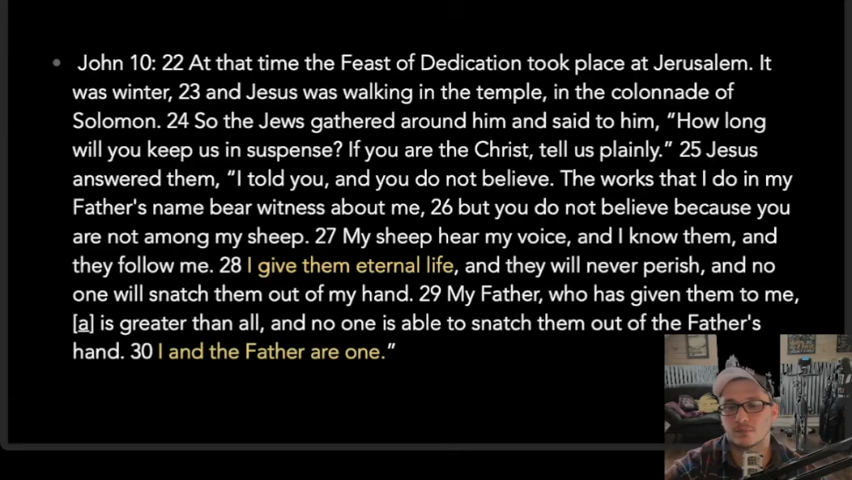 • John 10: 22 At that time the Feast of Dedication took place at Jerusalem. It
was winter, 23 and Jesus was walking in the temple, in the colonnade of
Solomon. 24 So the Jews gathered around him and said to him, “How long
will you keep us in suspense? If you are the Christ, tell us plainly.” 25 Jesus
answered them, “I told you, and you do not believe. The works that I do in my
Father's name bear witness about me, 26 but you do not believe because you
are not among my sheep. 27 My sheep hear my voice, and I know them, and
they follow me. 28 I give them eternal life, and they will never perish, and no
one will snatch them out of my hand. 29 My Father, who has given them to me,
[a] is greater than all, and no one is able to snatch them out of the Father's
hand. 30 I and the Father are one.”